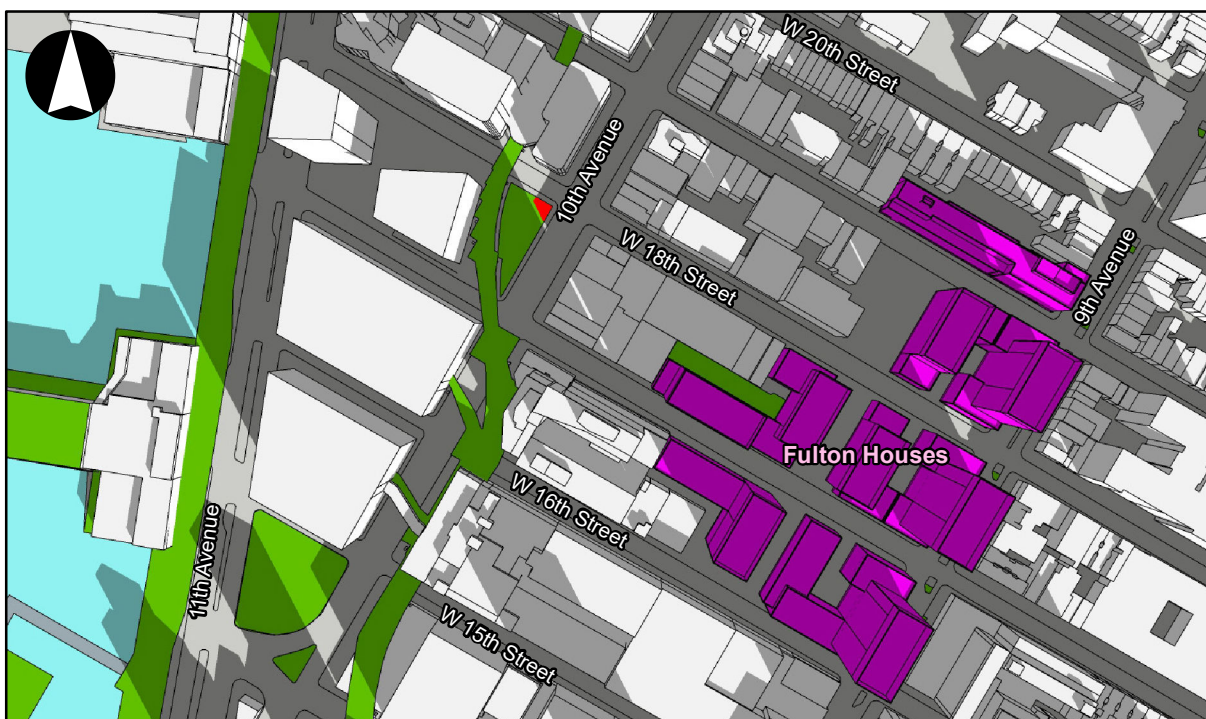 W 20th Street
10th Avenue
W 18th Street
9th Avenue
Fulton Houses
W 16th Street
11th Avenue
W 15th Street